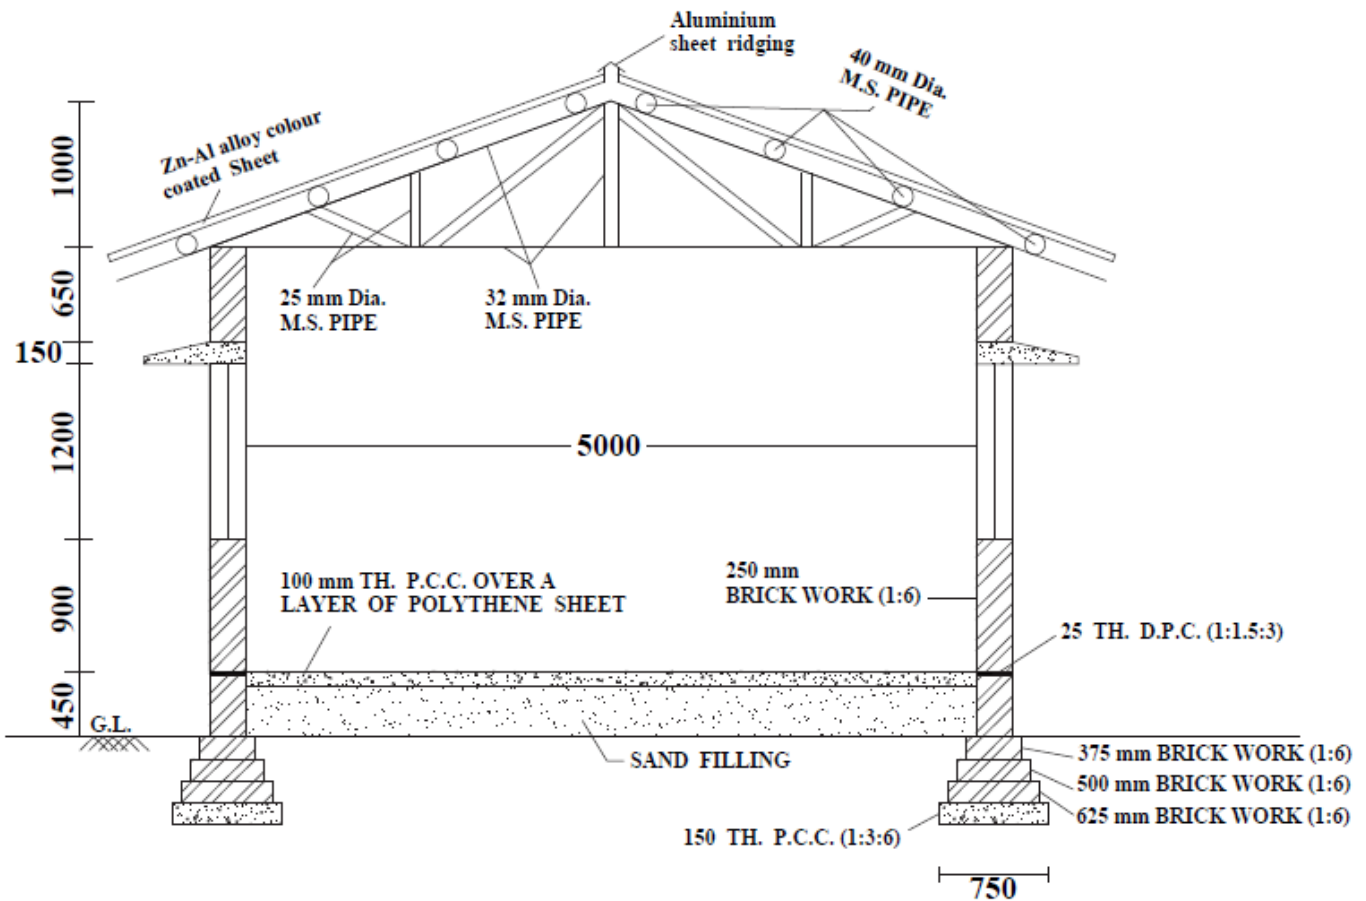 Aluminium
sheet ridging
40 mm Dia.
M.S. PIPE
Zn-Al alloy colour
coated Sheet
1000
650
150
1200
900
450
25 mm Dia.
M.S. PIPE
32 mm Dia.
M.S. PIPE
5000
100 mm TH. P.C.C. OVER A
LAYER OF POLYTHENE SHEET
250 mm
BRICK WORK (1:6)
25 TH. D.P.C. (1:1.5:3)
G.L.
SAND FILLING
375 mm BRICK WORK (1:6)
500 mm BRICK WORK (1:6)
625 mm BRICK WORK (1:6)
150 TH. P.C.C. (1:3:6)
750